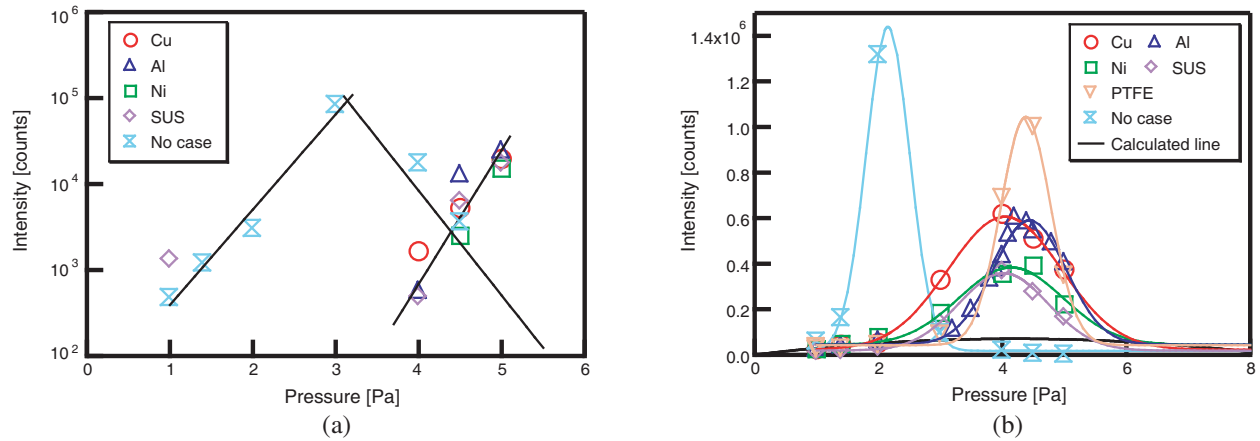 10^6
10^5
10^4
10^3
10^2
Intensity [counts]
Cu
Al
Ni
SUS
No case
0 1 2 3 4 5 6
Pressure [Pa]
(a)
1.4x10^6
1.2
1.0
0.8
0.6
0.4
0.2
0.0
Intensity [counts]
Cu Al
Ni SUS
PTFE
No case
Calculated line
0 2 4 6 8
Pressure [Pa]
(b)